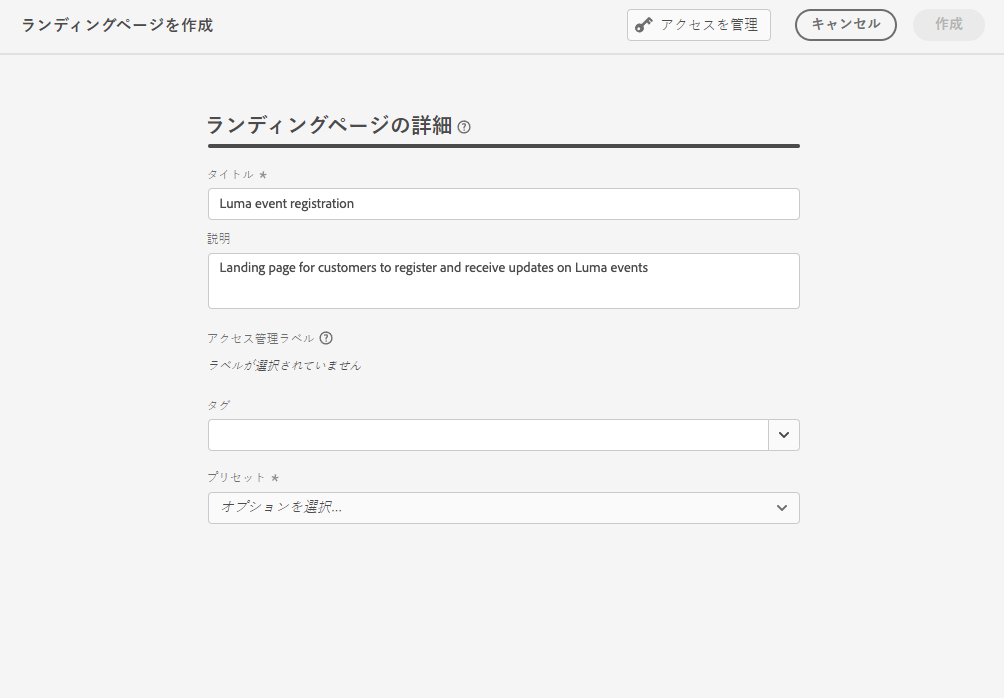 ランディングページを作成
アクセスを管理
キャンセル
作成
ランディングページの詳細
タイトル *
Luma event registration
説明
Landing page for customers to register and receive updates on Luma events
アクセス管理ラベル
ラベルが選択されていません
タグ
プリセット *
オプションを選択...